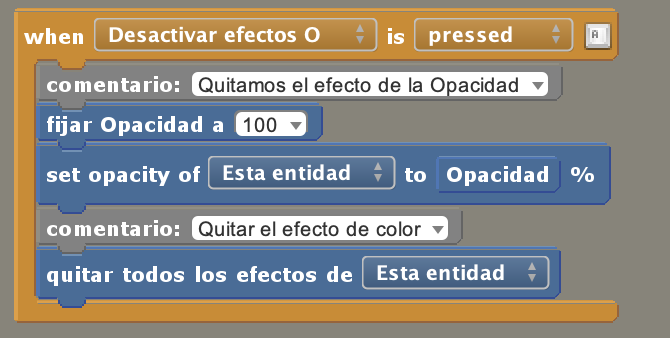 when Desactivar efectos O is pressed A
comentario: Quitamos el efecto de la Opacidad
fijar Opacidad a 100
set opacity of Esta entidad to Opacidad %
comentario: Quitar el efecto de color
quitar todos los efectos de Esta entidad